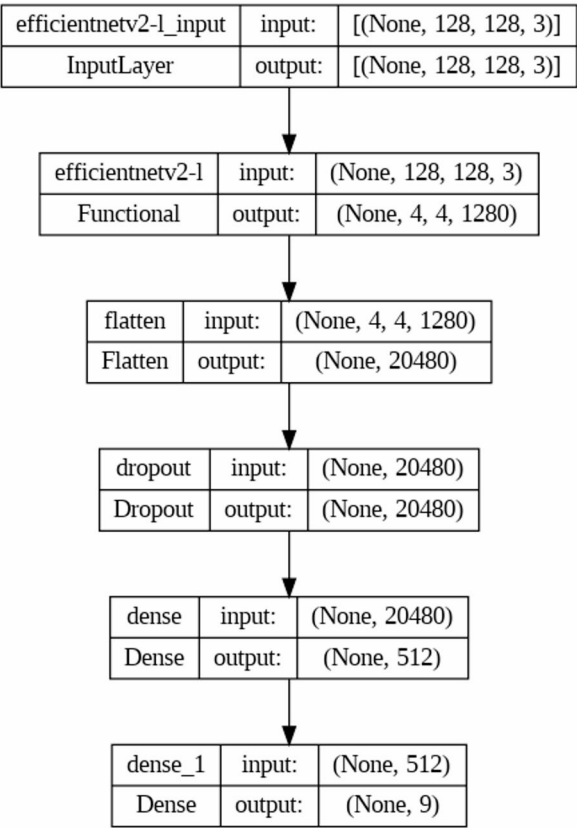 efficientnetv2-l_input input: [(None, 128, 128, 3)]
InputLayer output: [(None, 128, 128, 3)]
efficientnetv2-l input: (None, 128, 128, 3)
Functional output: (None, 4, 4, 1280)
flatten input: (None, 4, 4, 1280)
Flatten output: (None, 20480)
dropout input: (None, 20480)
Dropout output: (None, 20480)
dense input: (None, 20480)
Dense output: (None, 512)
dense_1 input: (None, 512)
Dense output: (None, 9)